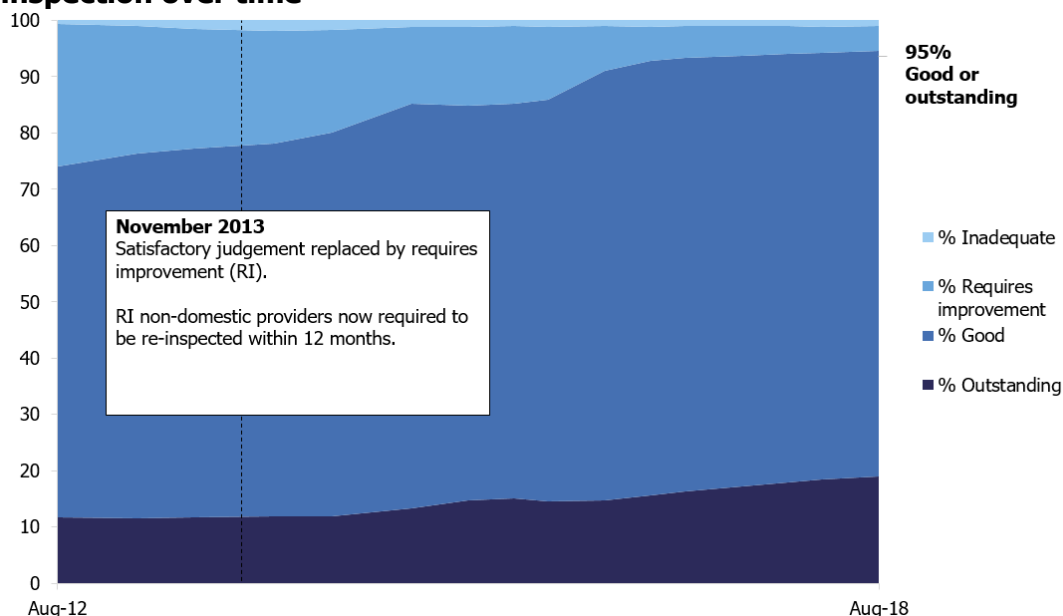 inspection over time
100
90
80
70
60
50
40
30
20
10
0
November 2013
Satisfactory judgement replaced by requires
improvement (RI).
RI non-domestic providers now required to
be re-inspected within 12 months.
95%
Good or
outstanding
% Inadequate
% Requires
improvement
% Good
% Outstanding
Aug-12
Aug-18